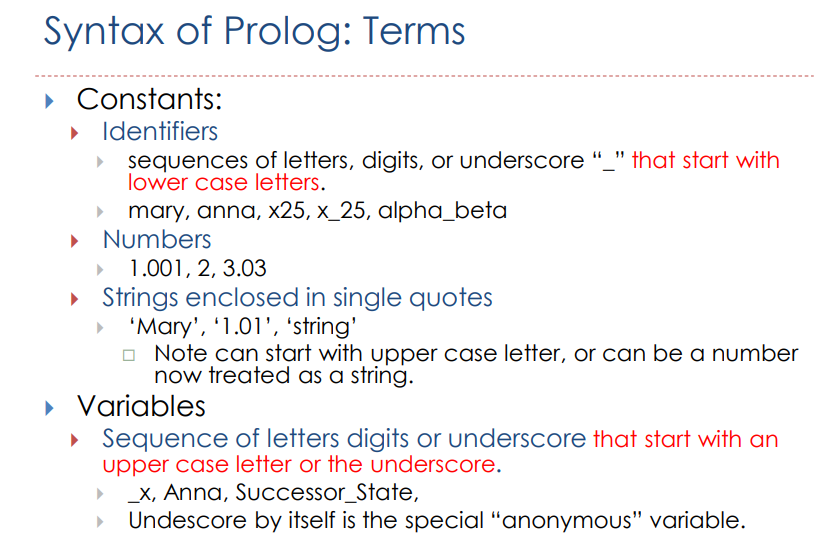 Syntax of Prolog: Terms
Constants:
Identifiers
sequences of letters, digits, or underscore “_” that start with
lower case letters.
mary, anna, x25, x_25, alpha_beta
Numbers
1.001, 2, 3.03
Strings enclosed in single quotes
‘Mary’, ‘1.01’, ‘string’
Note can start with upper case letter, or can be a number
now treated as a string.
Variables
Sequence of letters digits or underscore that start with an
upper case letter or the underscore.
_x, Anna, Successor_State,
Undescore by itself is the special “anonymous” variable.